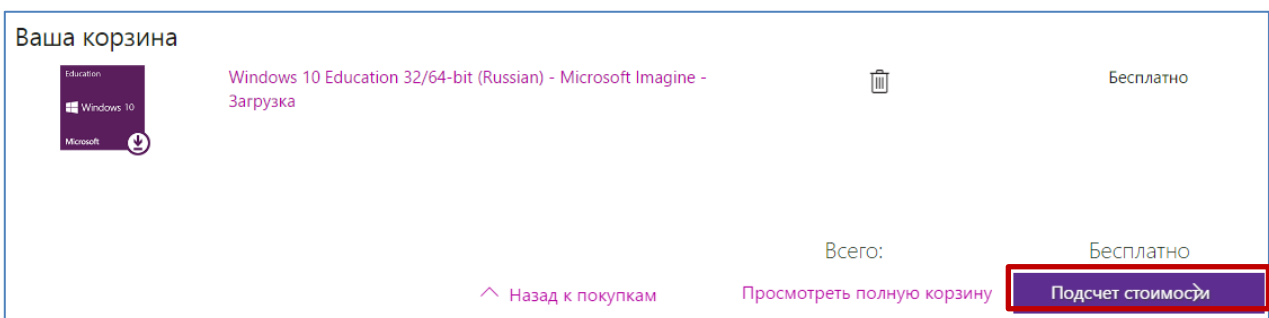 Ваша корзина
Education
Windows 10
Microsoft
Windows 10 Education 32/64-bit (Russian) - Microsoft Imagine -
Загрузка
Бесплатно
Всего:
Бесплатно
Назад к покупкам
Просмотреть полную корзину
Подсчет стоимости